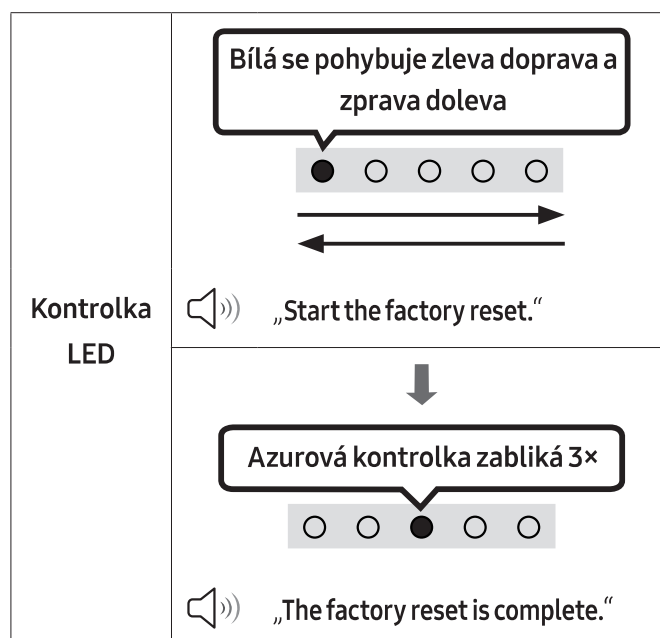 Bílá se pohybuje zleva doprava a
zprava doleva
Kontrolka
LED
„Start the factory reset.“
Azurová kontrolka zabliká 3×
„The factory reset is complete.“